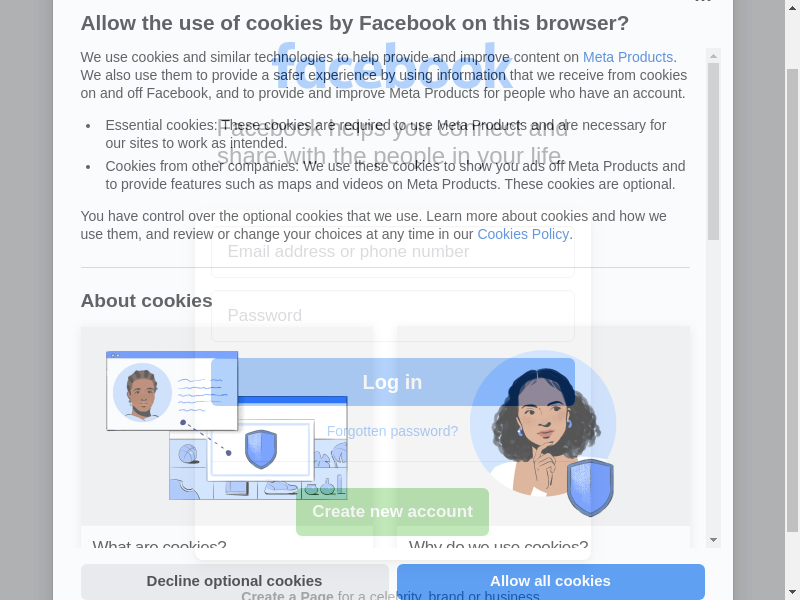 Allow the use of cookies by Facebook on this browser?
We use cookies and similar technologies to help provide and improve content on Meta Products.
We also use them to provide a safer experience by using information that we receive from cookies
on and off Facebook, and to provide and improve Meta Products for people who have an account.
• Essential cookies: These cookies are required to use Meta Products and are necessary for
our sites to work as intended.
• Cookies from other companies: We use these cookies to show you ads off Meta Products and
to provide features such as maps and videos on Meta Products. These cookies are optional.
You have control over the optional cookies that we use. Learn more about cookies and how we
use them, and review or change your choices at any time in our Cookies Policy.
About cookies
What are cookies?
Why do we use cookies?
Decline optional cookies
Allow all cookies
facebook
Facebook helps you connect and
share with the people in your life.
Email address or phone number
Password
Log in
Forgotten password?
Create new account
Create a Page for a celebrity, brand or business.